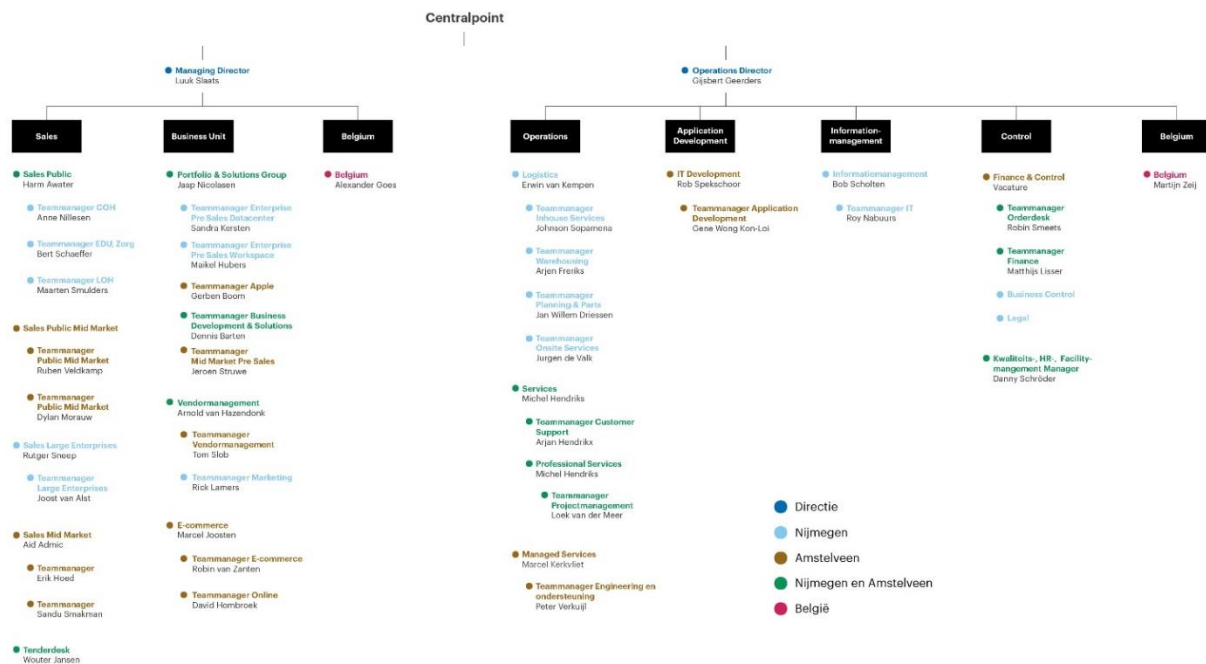 Centralpoint
Managing Director
Luuk Slaats
Operations Director
Gijsbert Geerders
Sales
Business Unit
Belgium
Operations
Application
Development
Information-
management
Control
Belgium
Sales Public
Harm Awater
Teammanager COH
Anne Nillesen
Teammanager EDU, Zorg
Bert Schaeffer
Teammanager LOH
Maarten Smulders
Sales Public Mid Market
Teammanager
Public Mid Market
Ruben Veldkamp
Teammanager
Public Mid Market
Dylan Morauw
Sales Large Enterprises
Rutger Sneep
Teammanager
Large Enterprises
Joost van Alst
Sales Mid Market
Aid Admic
Teammanager
Erik Hoed
Teammanager
Sandu Smakman
Tenderdesk
Wouter Jansen
Portfolio & Solutions Group
Jaap Nicolasen
Teammanager Enterprise
Pre Sales Datacenter
Sandra Kersten
Teammanager Enterprise
Pre Sales Workspace
Maikel Hubers
Teammanager Apple
Gerben Boom
Teammanager Business
Development & Solutions
Dennis Barten
Teammanager
Mid Market Pre Sales
Jeroen Struwe
Vendormanagement
Arnold van Hazendonk
Teammanager
Vendormanagement
Tom Slob
Teammanager Marketing
Rick Lamers
E-commerce
Marcel Joosten
Teammanager E-commerce
Robin van Zanten
Teammanager Online
David Hombroek
Belgium
Alexander Goes
Logistics
Erwin van Kempen
Teammanager
Inhouse Services
Johnson Sopamena
Teammanager
Warehousing
Arjen Freriks
Teammanager
Planning & Parts
Jan Willem Driessen
Teammanager
Onsite Services
Jurgen de Valk
Services
Michel Hendriks
Teammanager Customer
Support
Arjan Hendrikx
Professional Services
Michel Hendriks
Teammanager
Projectmanagement
Loek van der Meer
Managed Services
Marcel Kerkvliet
Teammanager Engineering en
ondersteuning
Peter Verkuijl
IT Development
Rob Spekschoor
Teammanager Application
Development
Gene Wong Kon-Loi
Informatiemanagement
Bob Scholten
Teammanager IT
Roy Nabuurs
Finance & Control
Vacature
Teammanager
Orderdesk
Robin Smeets
Teammanager
Finance
Matthijs Lisser
Business Control
Legal
Kwaliteits-, HR-, Facility-
mangement Manager
Danny Schröder
Belgium
Martijn Zeij
Directie
Nijmegen
Amstelveen
Nijmegen en Amstelveen
België